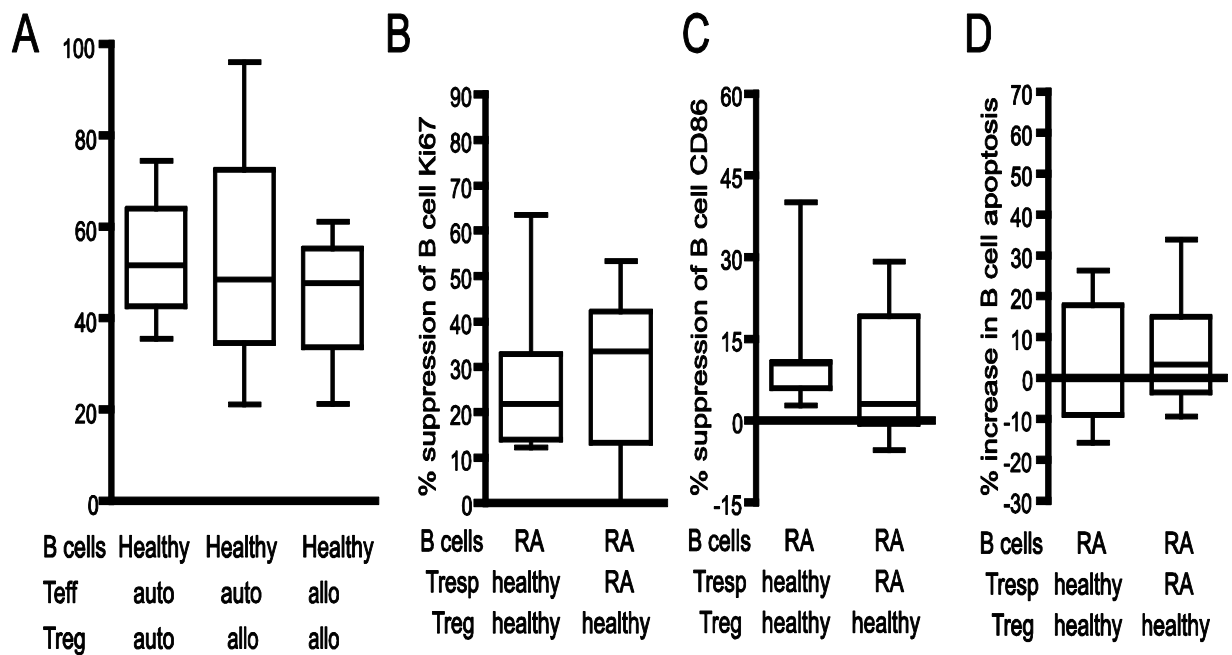 A
100
80
60
40
20
0
B cells Healthy Healthy Healthy
Teff auto auto allo
Treg auto allo allo
B
% suppression of B cell Ki67
90
80
70
60
50
40
30
20
10
0
B cells RA RA
Tresp healthy RA
Treg healthy healthy
C
% suppression of B cell CD86
60
45
30
15
0
-15
B cells RA RA
Tresp healthy RA
Treg healthy healthy
D
% increase in B cell apoptosis
70
60
50
40
30
20
10
0
-10
-20
-30
B cells RA RA
Tresp healthy RA
Treg healthy healthy